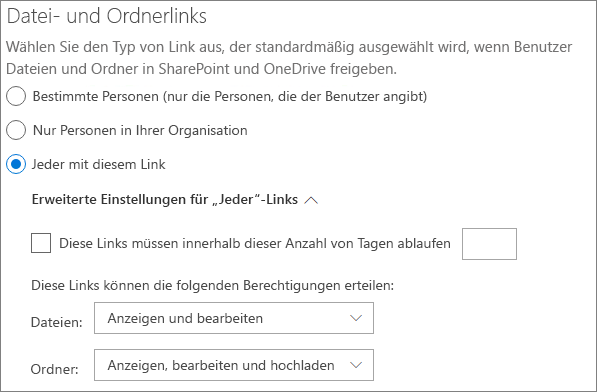 Datei- und Ordnerlinks
Wählen Sie den Typ von Link aus, der standardmäßig ausgewählt wird, wenn Benutzer
Dateien und Ordner in SharePoint und OneDrive freigeben.
Bestimmte Personen (nur die Personen, die der Benutzer angibt)
Nur Personen in Ihrer Organisation
Jeder mit diesem Link
Erweiterte Einstellungen für „Jeder“-Links
Diese Links müssen innerhalb dieser Anzahl von Tagen ablaufen
Diese Links können die folgenden Berechtigungen erteilen:
Dateien: Anzeigen und bearbeiten
Ordner: Anzeigen, bearbeiten und hochladen